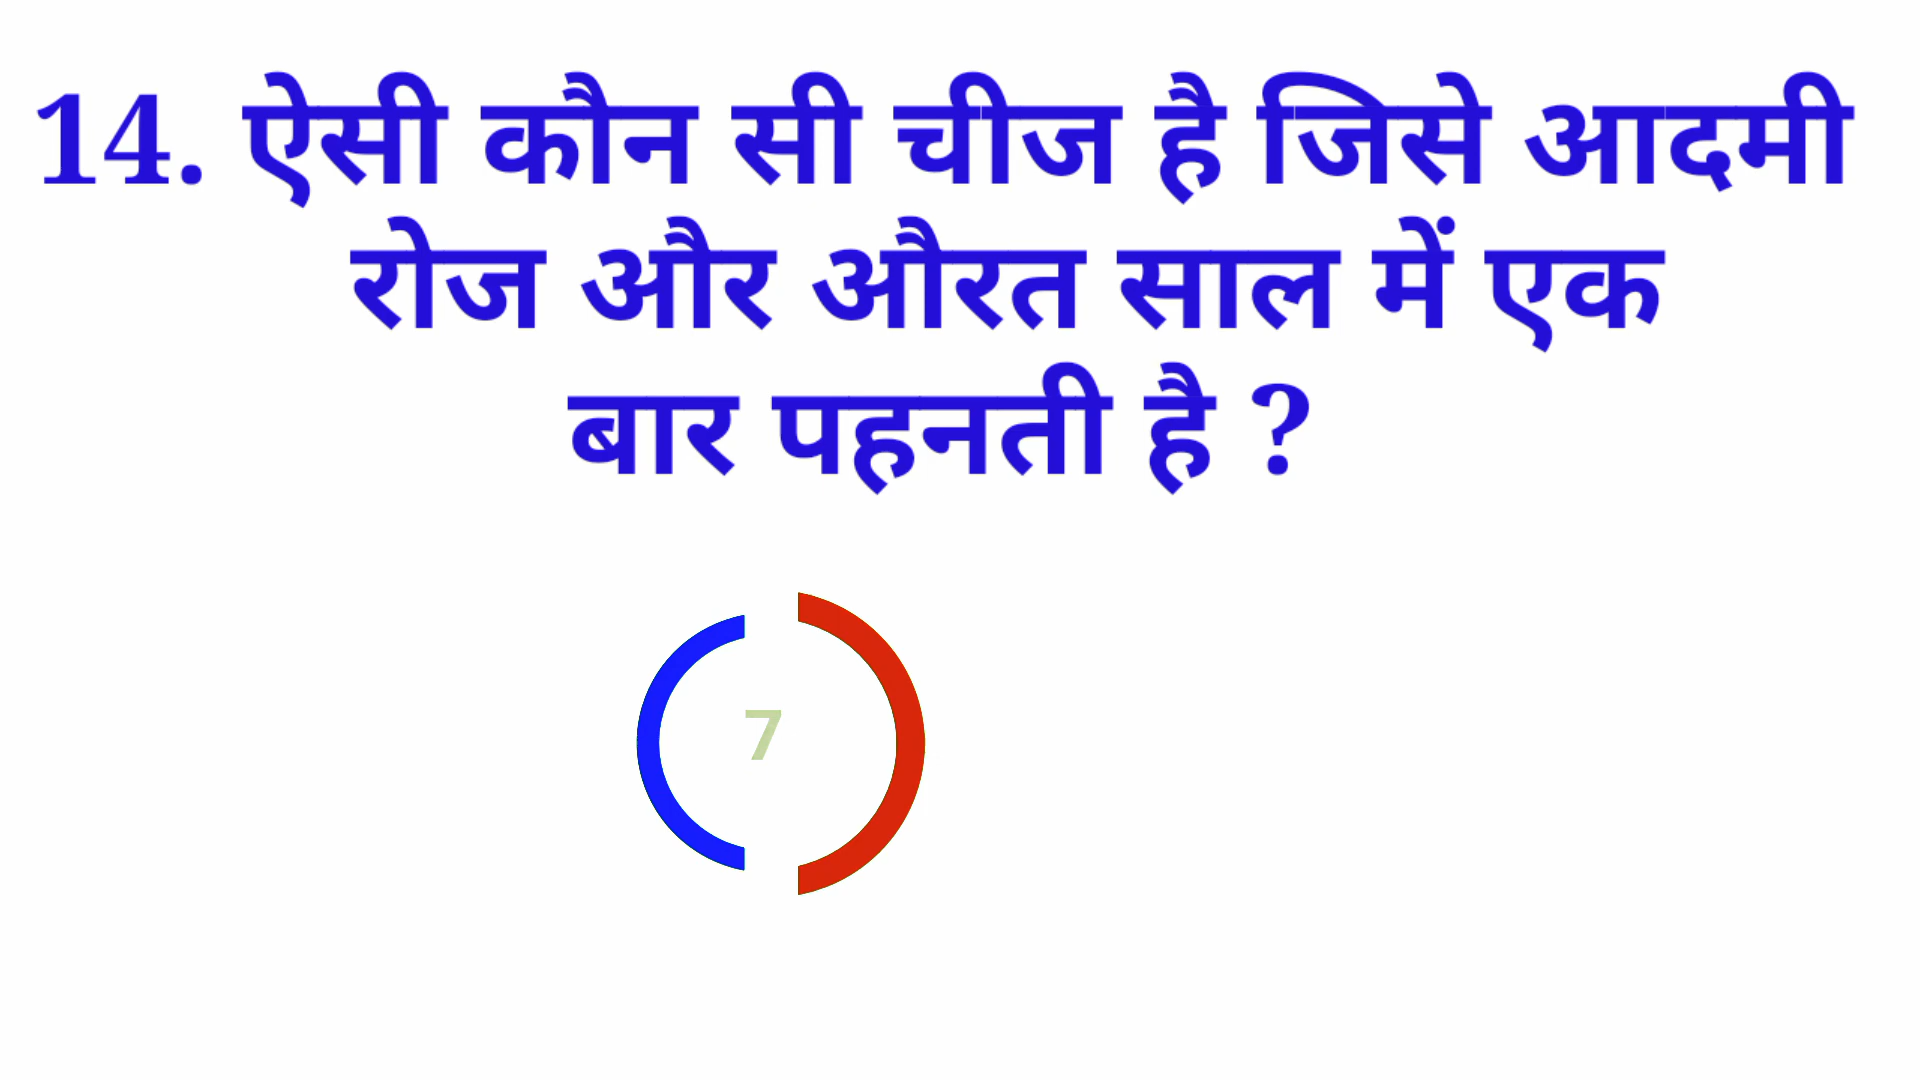 14. ऐसी कौन सी चीज है जिसे आदमी
रोज और औरत साल में एक
बार पहनती है ?
7